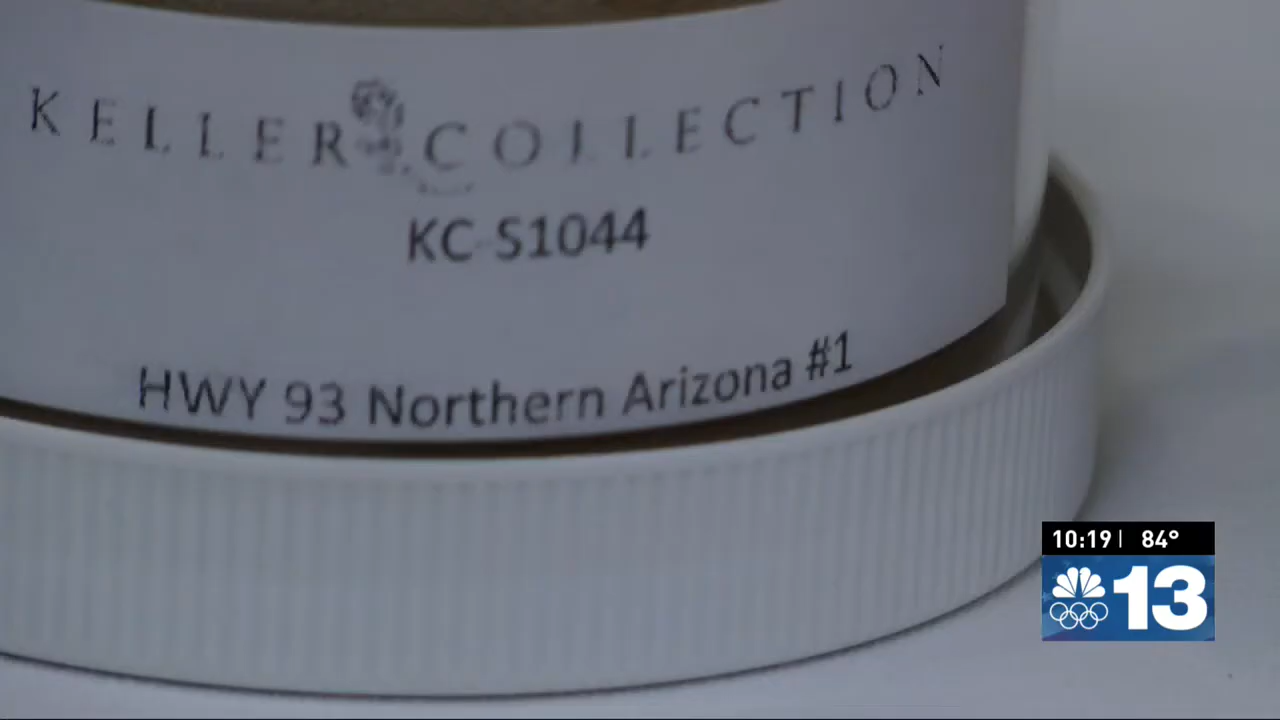 KELLER COLLECTION
KC S1044
HWY 93 Northern Arizona #1
10:19 | 84°
13